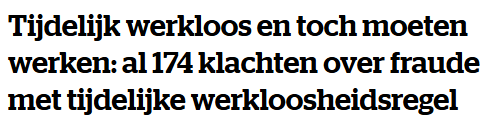 Tijdelijk werkloos en toch moeten
werken: al 174 klachten over fraude
met tijdelijke werkloosheidsregel